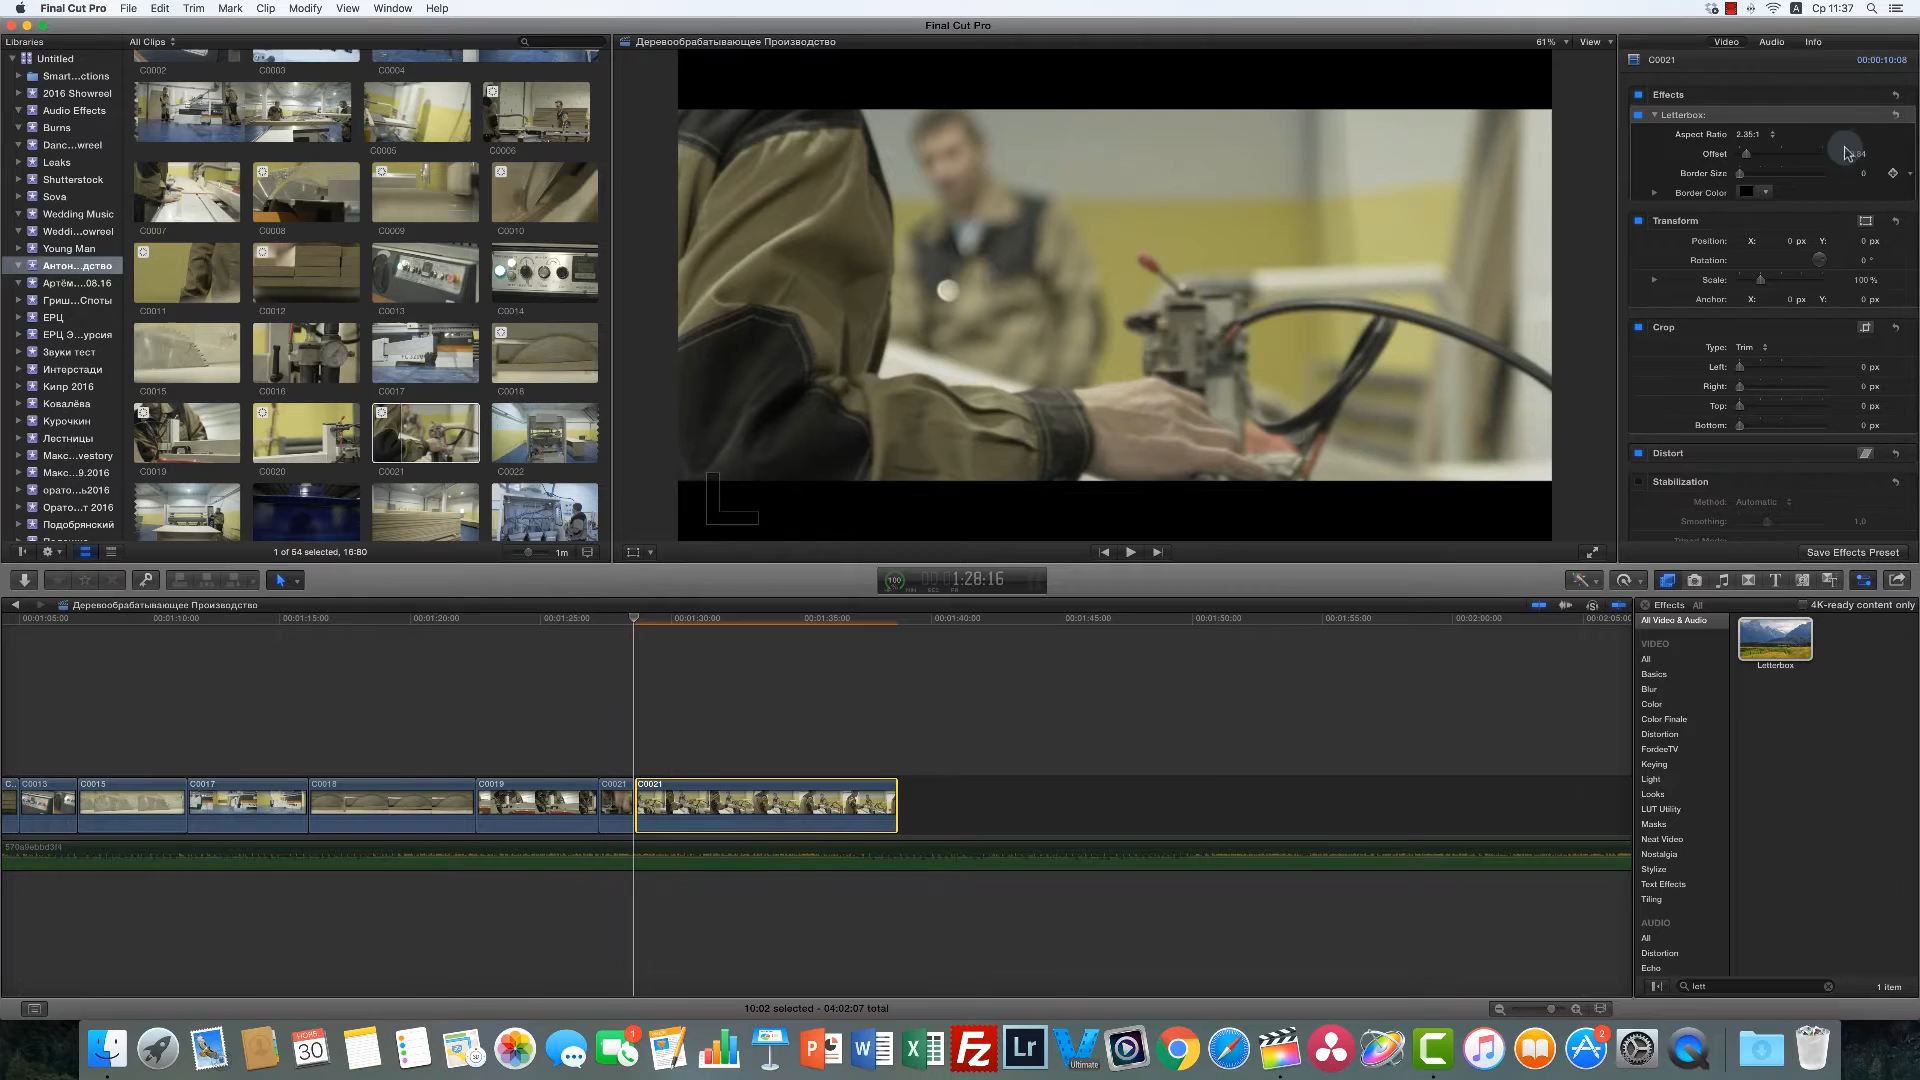 Final Cut Pro File Edit Trim Mark Clip Modify View Window Help
A Ср 11:37
Final Cut Pro
Libraries
Untitled
Smart...ctions
2016 Showreel
Audio Effects
Burns
Danc...wreel
Leaks
Shutterstock
Sova
Wedding Music
Weddi...owreel
Young Man
Антон...дство
Артём...08.16
Гриш...Споты
ЕРЦ
ЕРЦ Э...урсия
Звуки тест
Интерстади
Кипр 2016
Ковалёва
Курочкин
Лестницы
Макс...vestory
Макс...9.2016
орато...ь2016
Орато...т 2016
Подобрянский
All Clips
C0002 C0003 C0004
C0005 C0006
C0007 C0008 C0009 C0010
C0011 C0012 C0013 C0014
C0015 C0016 C0017 C0018
C0019 C0020 C0021 C0022
1 of 54 selected, 16:80
1m
Деревообрабатывающее Производство
61% View
Video Audio Info
C0021 00:00:10:08
Effects
Letterbox:
Aspect Ratio 2.35:1
Offset
Border Size 0
Border Color
Transform
Position: X: 0 px Y: 0 px
Rotation: 0 °
Scale: 100 %
Anchor: X: 0 px Y: 0 px
Crop
Type: Trim
Left: 0 px
Right: 0 px
Top: 0 px
Bottom: 0 px
Distort
Stabilization
Method: Automatic
Smoothing: 1,0
Save Effects Preset
100 1:28:16
Деревообрабатывающее Производство
00:01:05:00 00:01:10:00 00:01:15:00 00:01:20:00 00:01:25:00 00:01:30:00 00:01:35:00 00:01:40:00 00:01:45:00 00:01:50:00 00:01:55:00 00:02:00:00 00:02:05:00
C... C0013 C0015 C0017 C0018 C0019 C0021 C0021
570a9ebbd3f4
10:02 selected - 04:02:07 total
Effects All 4K-ready content only
All Video & Audio
VIDEO
All
Basics
Blur
Color
Color Finale
Distortion
FordeeTV
Keying
Light
Looks
LUT Utility
Masks
Neat Video
Nostalgia
Stylize
Text Effects
Tiling
AUDIO
All
Distortion
Echo
Letterbox
lett
1 item
НОЯБ.
30
1
P W X Fz Lr
Ultimate
2